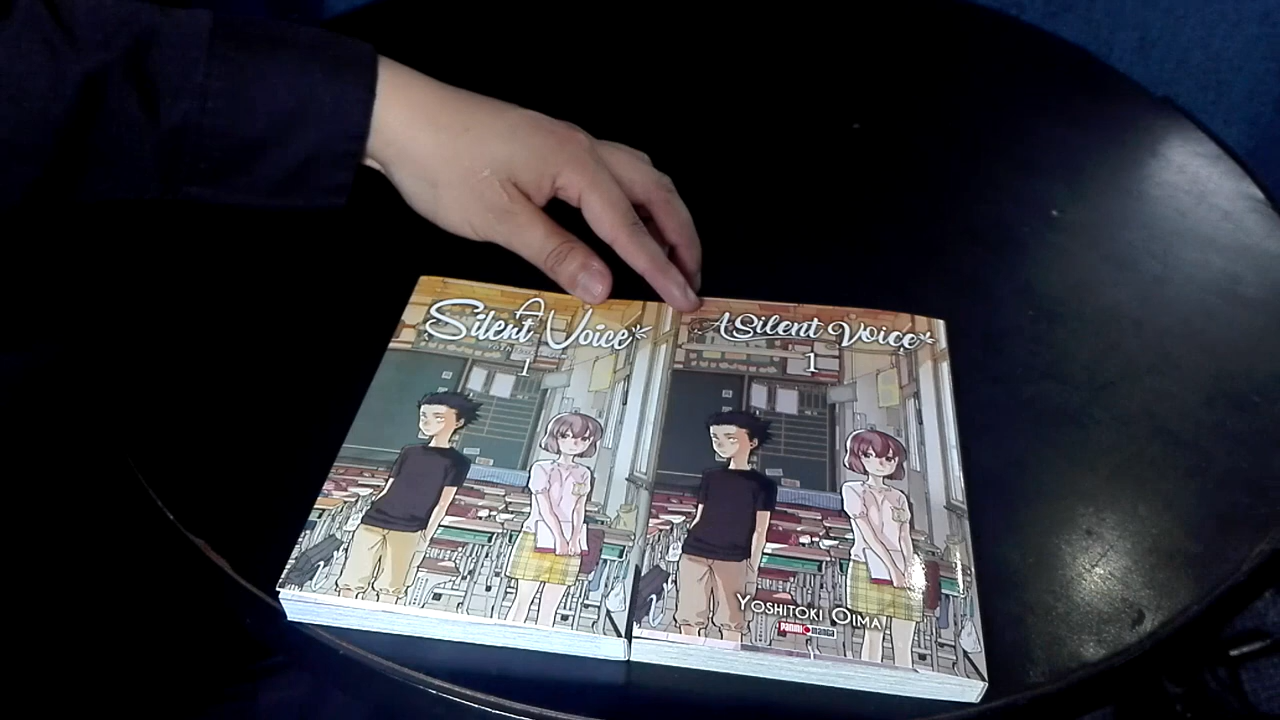 A
Silent Voice
1
A Silent Voice
1
YOSHITOKI OIMA
PANINI MANGA